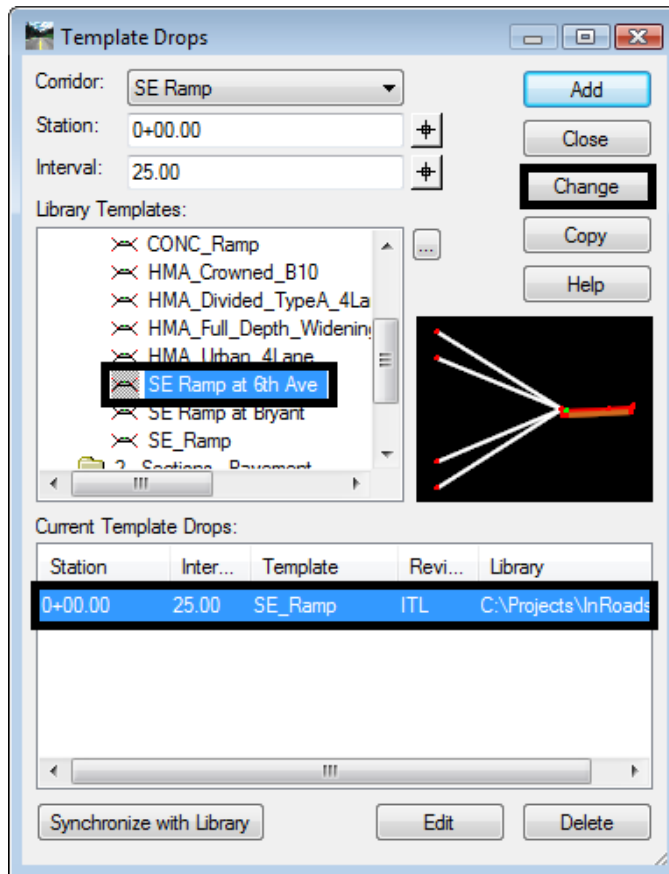 Template Drops
Corridor: SE Ramp
Add
Station: 0+00.00
Close
Interval: 25.00
Change
Library Templates:
Copy
CONC_Ramp
...
HMA_Crowned_B10
Help
HMA_Divided_TypeA_4La
HMA_Full_Depth_Widening
HMA_Urban_4Lane
SE Ramp at 6th Ave
SE Ramp at Bryant
SE_Ramp
2 Sections Pavement
Current Template Drops:
Station Inter... Template Revi... Library
0+00.00 25.00 SE_Ramp ITL C:\Projects\InRoads
Synchronize with Library Edit Delete